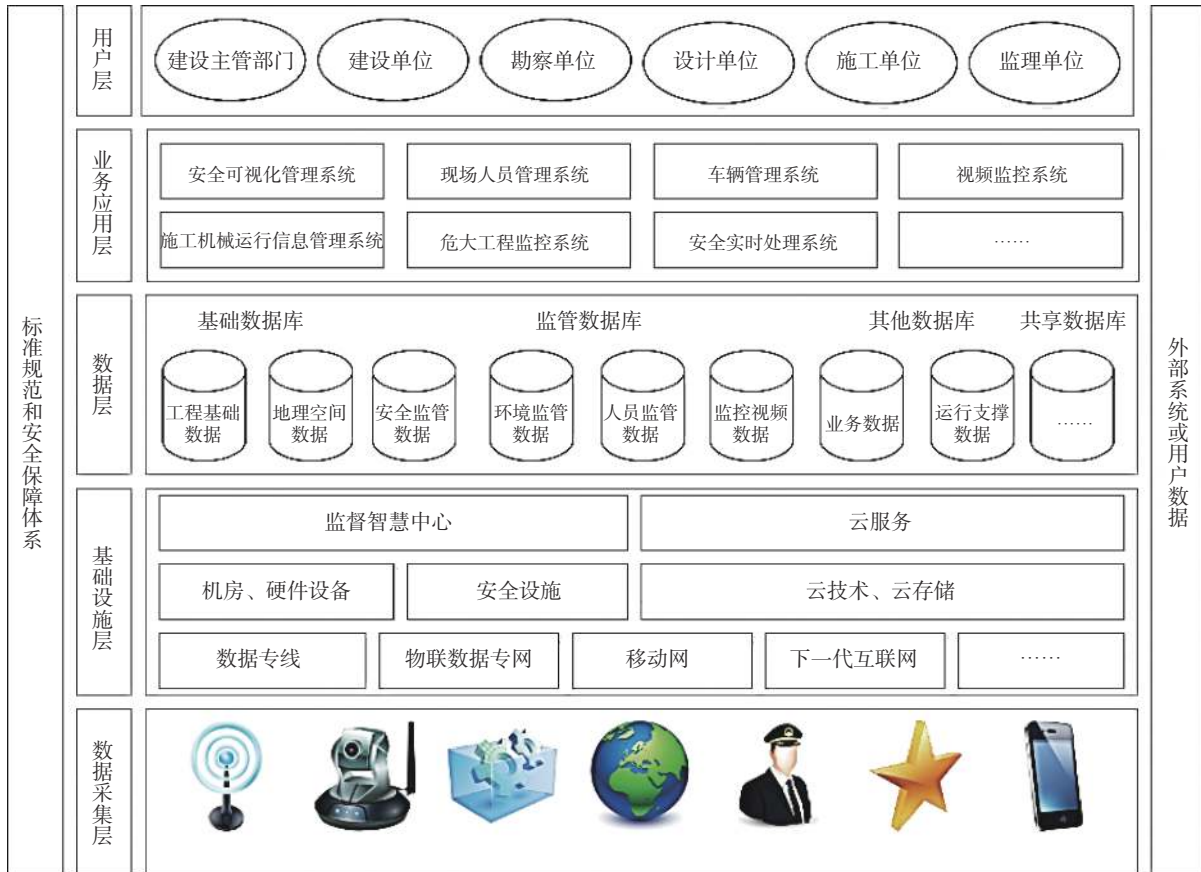 标准规范和安全保障体系
用户层
建设主管部门
建设单位
勘察单位
设计单位
施工单位
监理单位
业务应用层
安全可视化管理系统
现场人员管理系统
车辆管理系统
视频监控系统
施工机械运行信息管理系统
危大工程监控系统
安全实时处理系统
……
数据层
基础数据库
监管数据库
其他数据库
共享数据库
工程基础
数据
地理空间
数据
安全监管
数据
环境监管
数据
人员监管
数据
监控视频
数据
业务数据
运行支撑
数据
……
基础设施层
监督智慧中心
云服务
机房、硬件设备
安全设施
云技术、云存储
数据专线
物联数据专网
移动网
下一代互联网
……
数据采集层
外部系统或用户数据